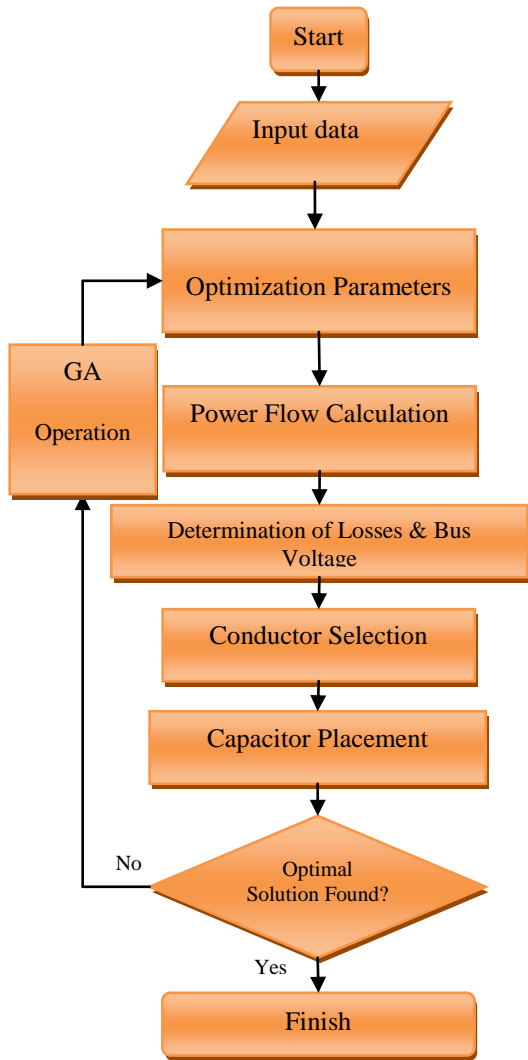 Start
Input data
Optimization Parameters
GA
Operation
Power Flow Calculation
Determination of Losses & Bus
Voltage
Conductor Selection
Capacitor Placement
No
Optimal
Solution Found?
Yes
Finish